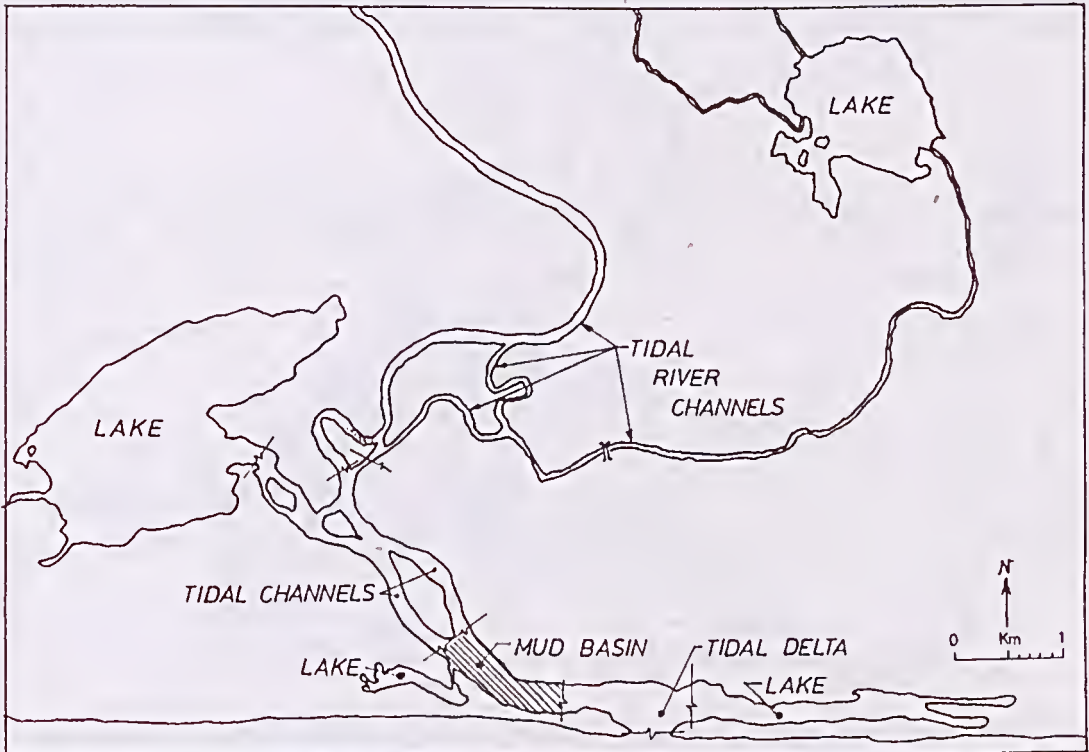 LAKE
TIDAL
RIVER
CHANNELS
LAKE
N
TIDAL CHANNELS
0 Km 1
MUD BASIN
TIDAL DELTA
LAKE
LAKE